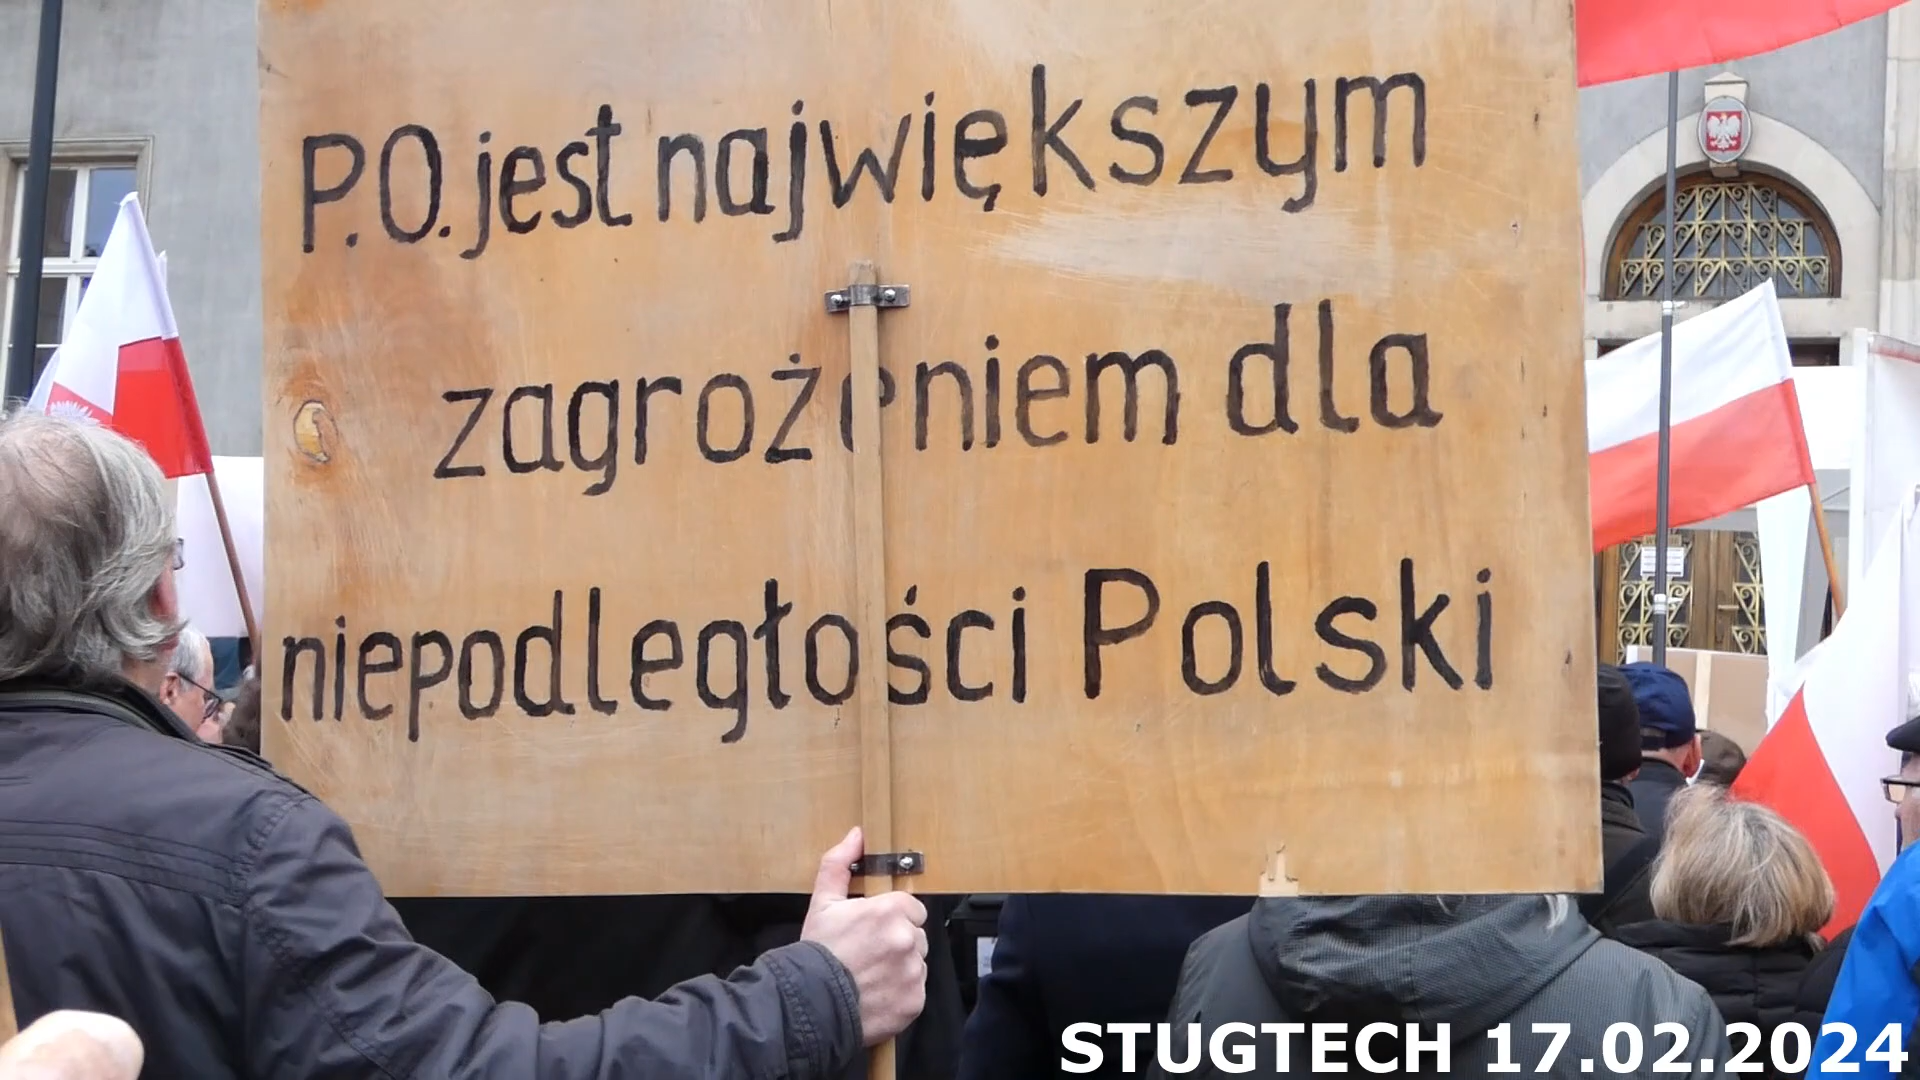 P.O. jest największym
zagrożeniem dla
niepodległości Polski
STUGTECH 17.02.2024